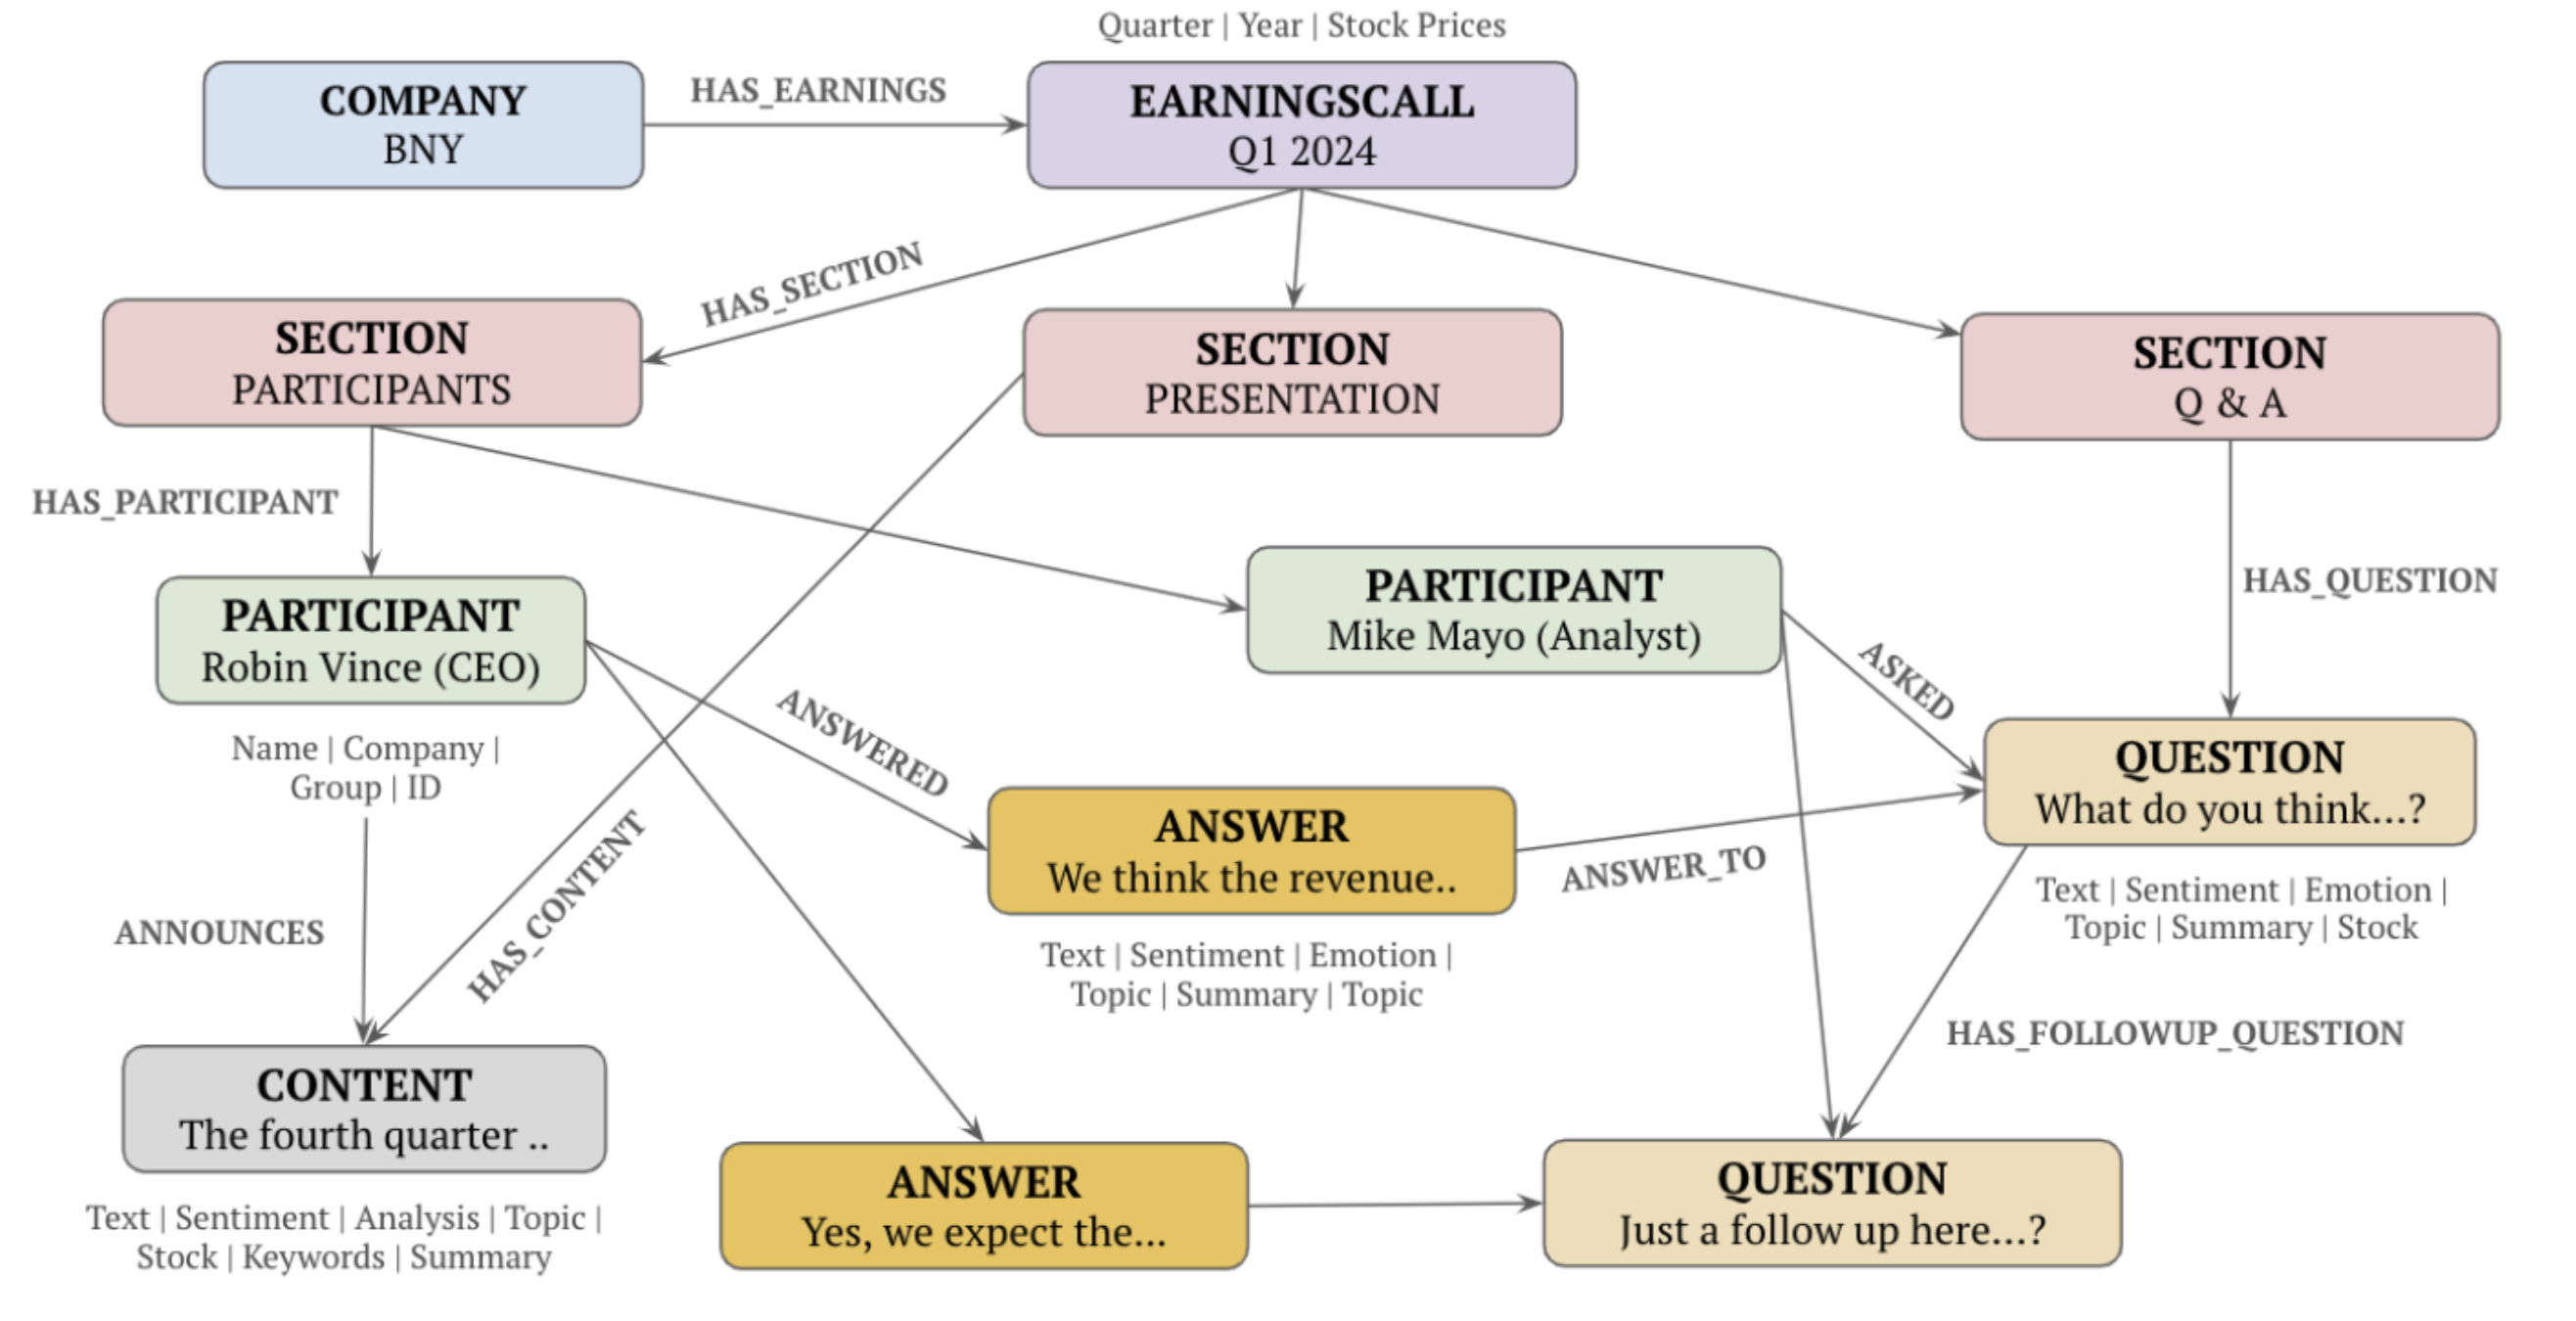 Quarter | Year | Stock Prices
COMPANY
BNY
HAS_EARNINGS
EARNINGSCALL
Q1 2024
HAS_SECTION
SECTION
PARTICIPANTS
SECTION
PRESENTATION
SECTION
Q & A
HAS_PARTICIPANT
HAS_QUESTION
PARTICIPANT
Robin Vince (CEO)
PARTICIPANT
Mike Mayo (Analyst)
ASKED
Name | Company |
Group | ID
ANSWERED
QUESTION
What do you think...?
ANSWER
We think the revenue..
ANSWER_TO
Text | Sentiment | Emotion |
Topic | Summary | Stock
ANNOUNCES
HAS_CONTENT
Text | Sentiment | Emotion |
Topic | Summary | Topic
HAS_FOLLOWUP_QUESTION
CONTENT
The fourth quarter ..
ANSWER
Yes, we expect the...
QUESTION
Just a follow up here...?
Text | Sentiment | Analysis | Topic |
Stock | Keywords | Summary